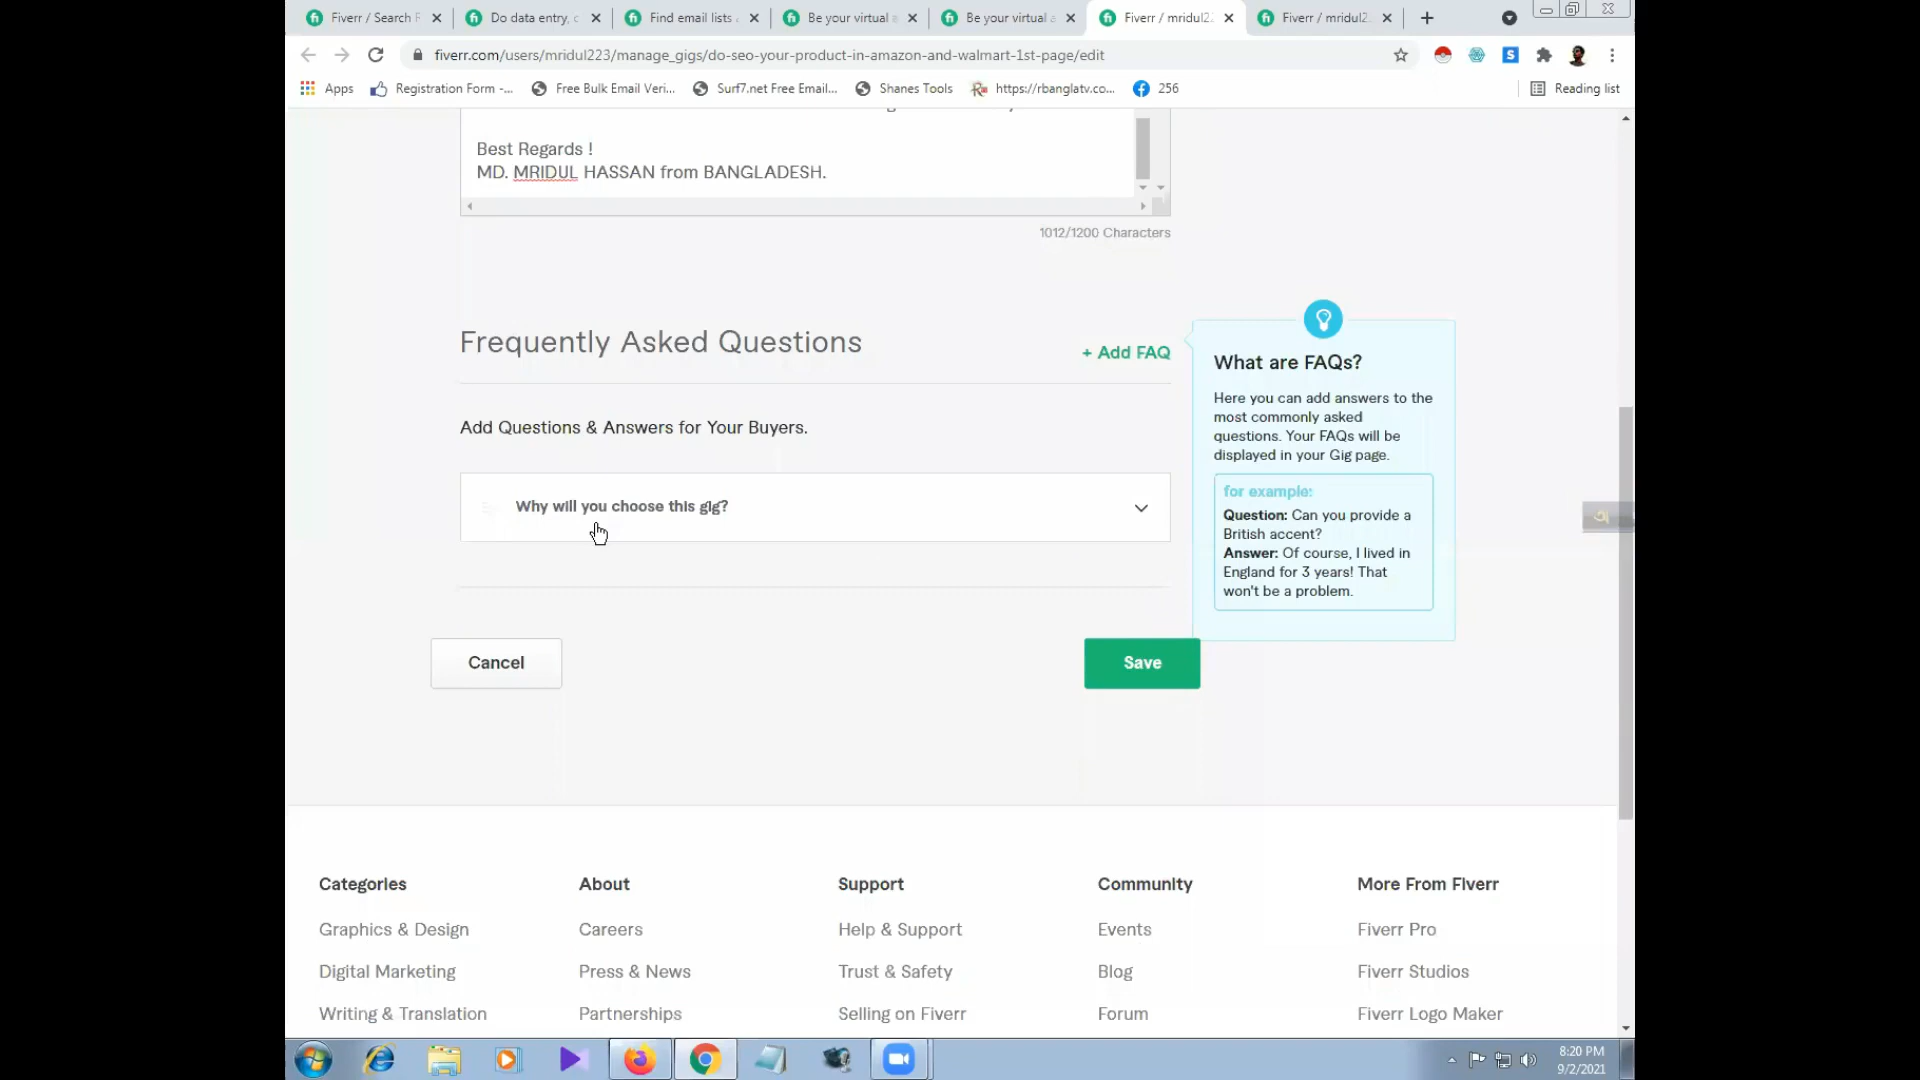 Fiverr / Search F
Do data entry, c
Find email lists a
Be your virtual a
Be your virtual a
Fiverr / mridul2
Fiverr / mridul2
fiverr.com/users/mridul223/manage_gigs/do-seo-your-product-in-amazon-and-walmart-1st-page/edit
Apps
Registration Form -...
Free Bulk Email Veri...
Surf7.net Free Email...
Shanes Tools
https://rbanglatv.co...
256
Reading list
Best Regards !
MD. MRIDUL HASSAN from BANGLADESH.
1012/1200 Characters
Frequently Asked Questions
+ Add FAQ
Add Questions & Answers for Your Buyers.
Why will you choose this gig?
What are FAQs?
Here you can add answers to the
most commonly asked
questions. Your FAQs will be
displayed in your Gig page.
for example:
Question: Can you provide a
British accent?
Answer: Of course, I lived in
England for 3 years! That
won't be a problem.
Cancel
Save
Categories
About
Support
Community
More From Fiverr
Graphics & Design
Careers
Help & Support
Events
Fiverr Pro
Digital Marketing
Press & News
Trust & Safety
Blog
Fiverr Studios
Writing & Translation
Partnerships
Selling on Fiverr
Forum
Fiverr Logo Maker
8:20 PM
9/2/2021